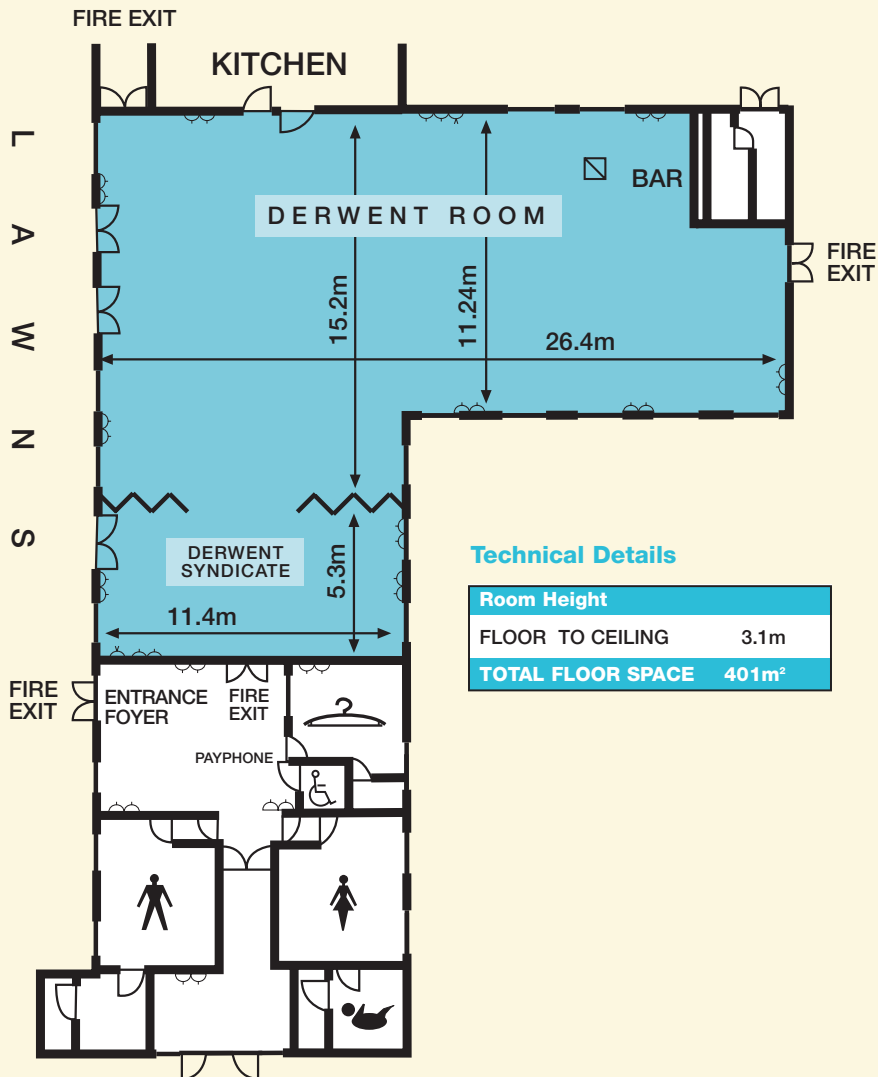 FIRE EXIT
KITCHEN
LAWNS
DERWENT ROOM
BAR
FIRE
EXIT
15.2m
11.24m
26.4m
DERWENT
SYNDICATE
5.3m
11.4m
Technical Details
Room Height
FLOOR TO CEILING 3.1m
TOTAL FLOOR SPACE 401m²
FIRE
EXIT
ENTRANCE
FOYER
FIRE
EXIT
PAYPHONE